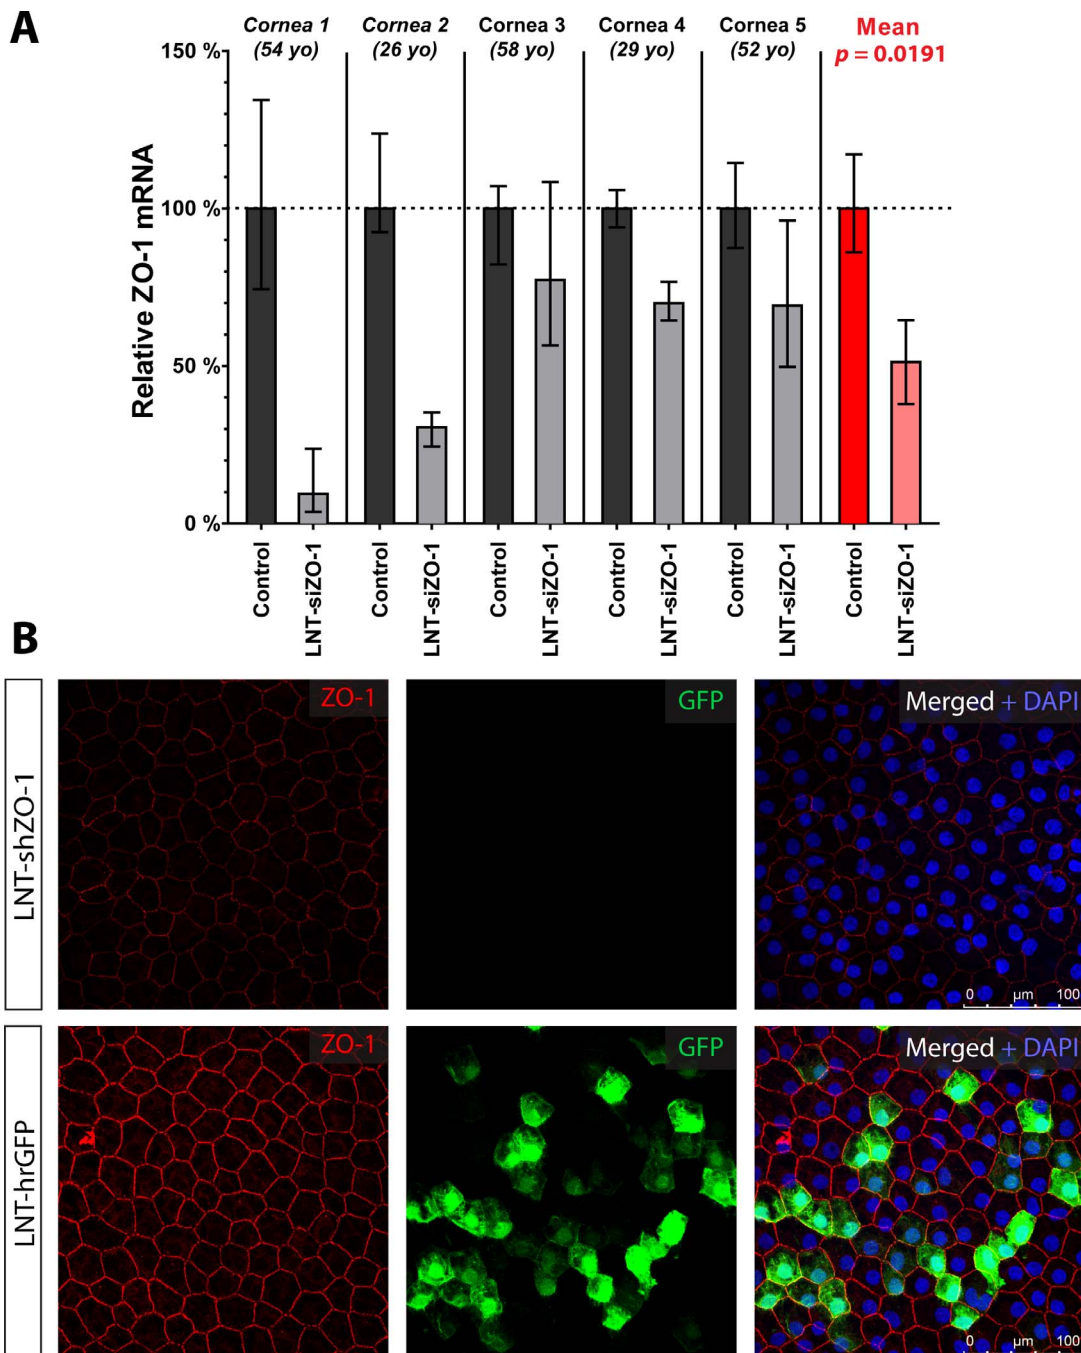 A
Cornea 1
(54 yo)
Cornea 2
(26 yo)
Cornea 3
(58 yo)
Cornea 4
(29 yo)
Cornea 5
(52 yo)
Mean
p = 0.0191
Relative ZO-1 mRNA
150 %
100 %
50 %
0 %
Control
LNT-siZO-1
Control
LNT-siZO-1
Control
LNT-siZO-1
Control
LNT-siZO-1
Control
LNT-siZO-1
Control
LNT-siZO-1
B
LNT-shZO-1
ZO-1
GFP
Merged + DAPI
0 µm 100
LNT-hrGFP
ZO-1
GFP
Merged + DAPI
0 µm 100